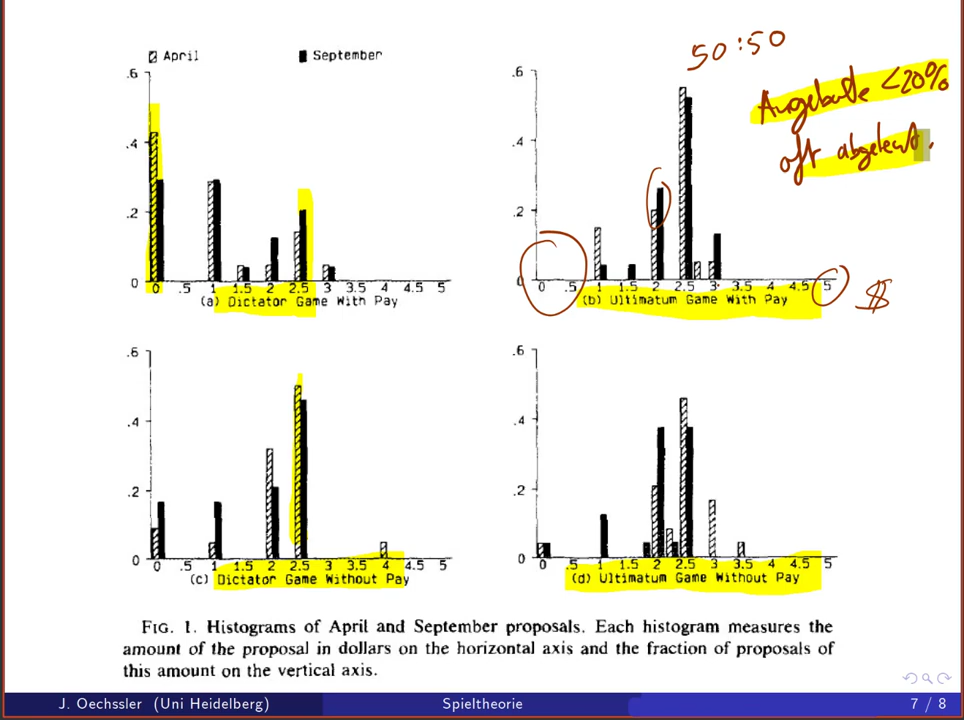 April September
.6
.4
.2
0
0 .5 1 1.5 2 2.5 3 3.5 4 4.5 5
(a) Dictator Game With Pay
50:50
Angebote <20%
oft abgelent.
.6
.4
.2
0
0 .5 1 1.5 2 2.5 3 3.5 4 4.5 5
(b) Ultimatum Game With Pay
$
.6
.4
.2
0
0 .5 1 1.5 2 2.5 3 3.5 4 4.5 5
(c) Dictator Game Without Pay
.6
.4
.2
0
0 .5 1 1.5 2 2.5 3 3.5 4 4.5 5
(d) Ultimatum Game Without Pay
FIG. 1. Histograms of April and September proposals. Each histogram measures the
amount of the proposal in dollars on the horizontal axis and the fraction of proposals of
this amount on the vertical axis.
J. Oechssler (Uni Heidelberg) Spieltheorie 7 / 8